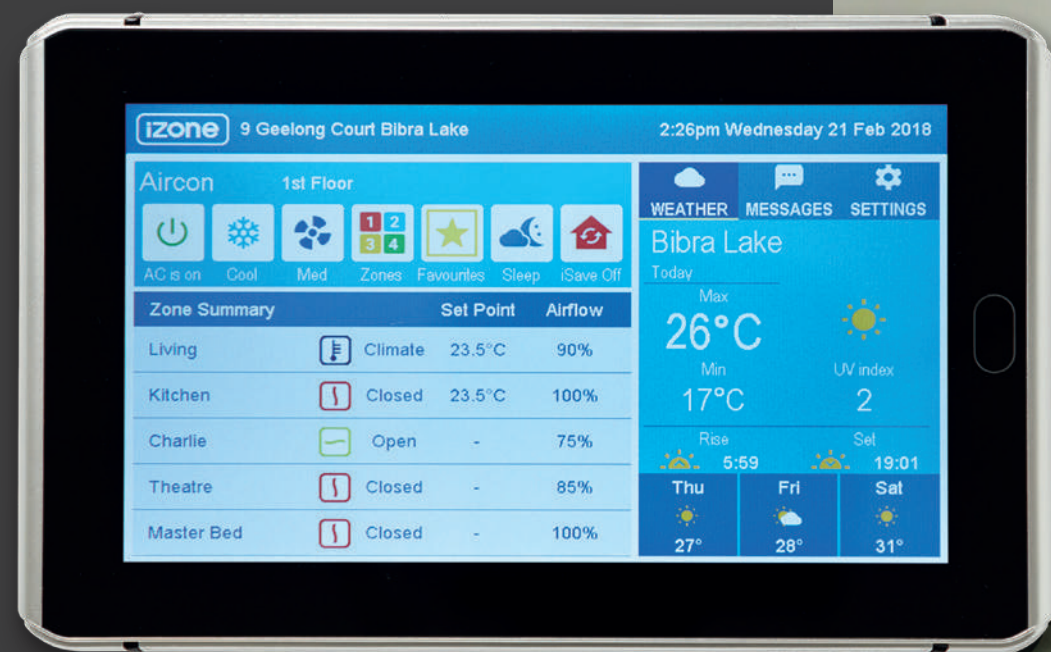 izone 9 Geelong Court Bibra Lake 2:26pm Wednesday 21 Feb 2018
Aircon 1st Floor
1 2
3 4
AC is on Cool Med Zones Favourites Sleep iSave Off
Zone Summary Set Point Airflow
Living Climate 23.5°C 90%
Kitchen Closed 23.5°C 100%
Charlie Open - 75%
Theatre Closed - 85%
Master Bed Closed - 100%
WEATHER MESSAGES SETTINGS
Bibra Lake
Today
Max
26°C
Min UV index
17°C 2
Rise Set
5:59 19:01
Thu Fri Sat
27° 28° 31°